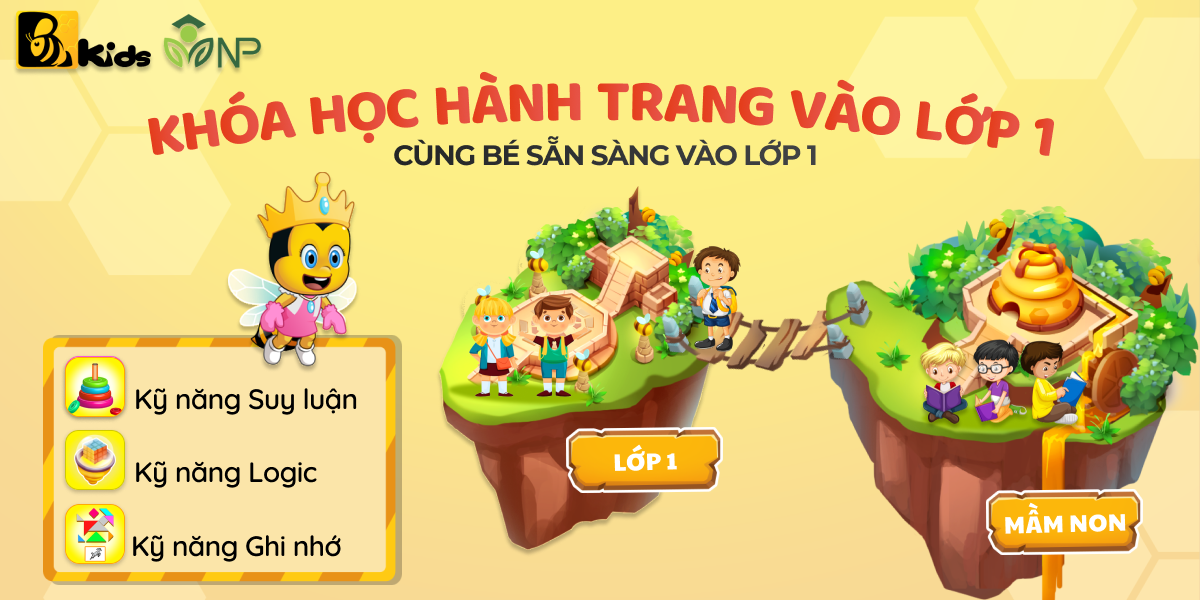 B Kids
NP
KHÓA HỌC HÀNH TRANG VÀO LỚP 1
CÙNG BÉ SẴN SÀNG VÀO LỚP 1
Kỹ năng Suy luận
Kỹ năng Logic
Kỹ năng Ghi nhớ
LỚP 1
MẦM NON